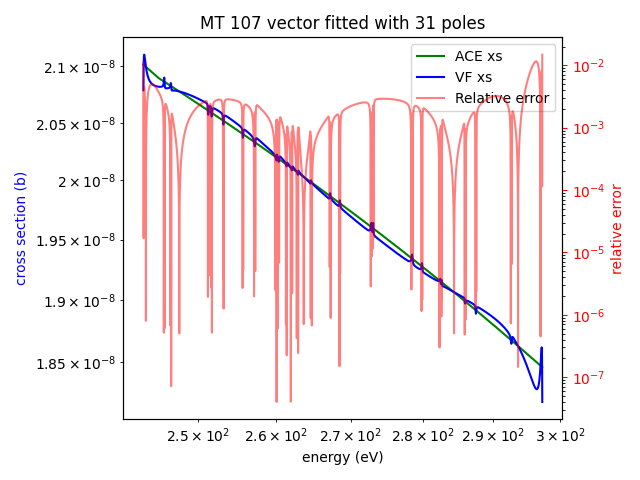 MT 107 vector fitted with 31 poles
ACE xs
VF xs
Relative error
2.1 × 10⁻⁸
2.05 × 10⁻⁸
2 × 10⁻⁸
1.95 × 10⁻⁸
1.9 × 10⁻⁸
1.85 × 10⁻⁸
cross section (b)
10⁻²
10⁻³
10⁻⁴
10⁻⁵
10⁻⁶
10⁻⁷
relative error
2.5 × 10² 2.6 × 10² 2.7 × 10² 2.8 × 10² 2.9 × 10² 3 × 10²
energy (eV)